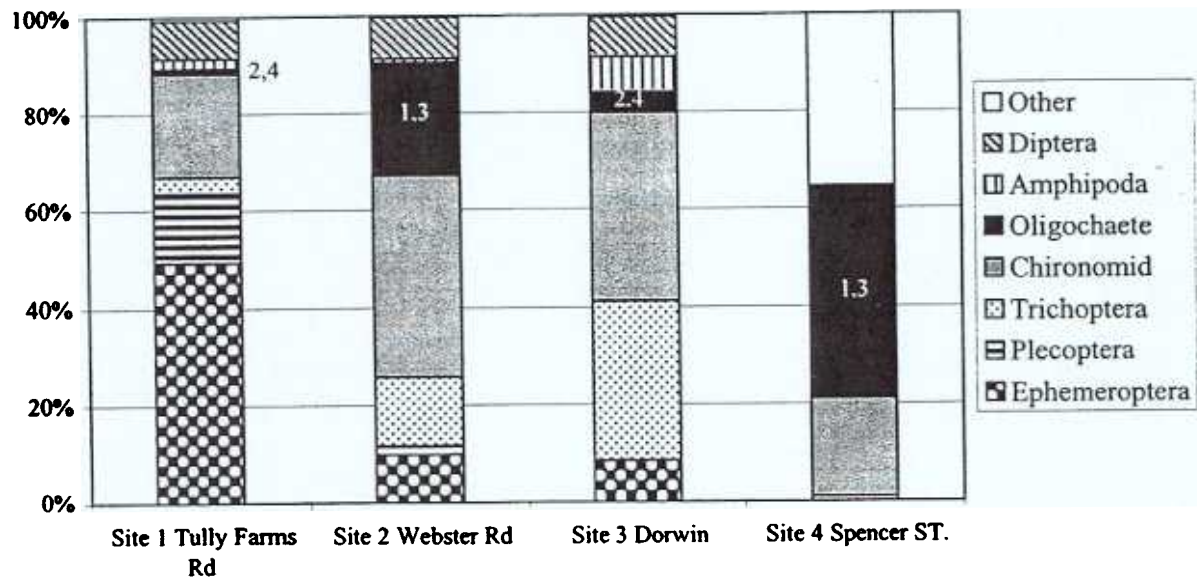 100%
80%
60%
40%
20%
0%
2,4
1.3
2.4
1.3
Site 1 Tully Farms
Rd
Site 2 Webster Rd
Site 3 Dorwin
Site 4 Spencer ST.
Other
Diptera
Amphipoda
Oligochaete
Chironomid
Trichoptera
Plecoptera
Ephemeroptera